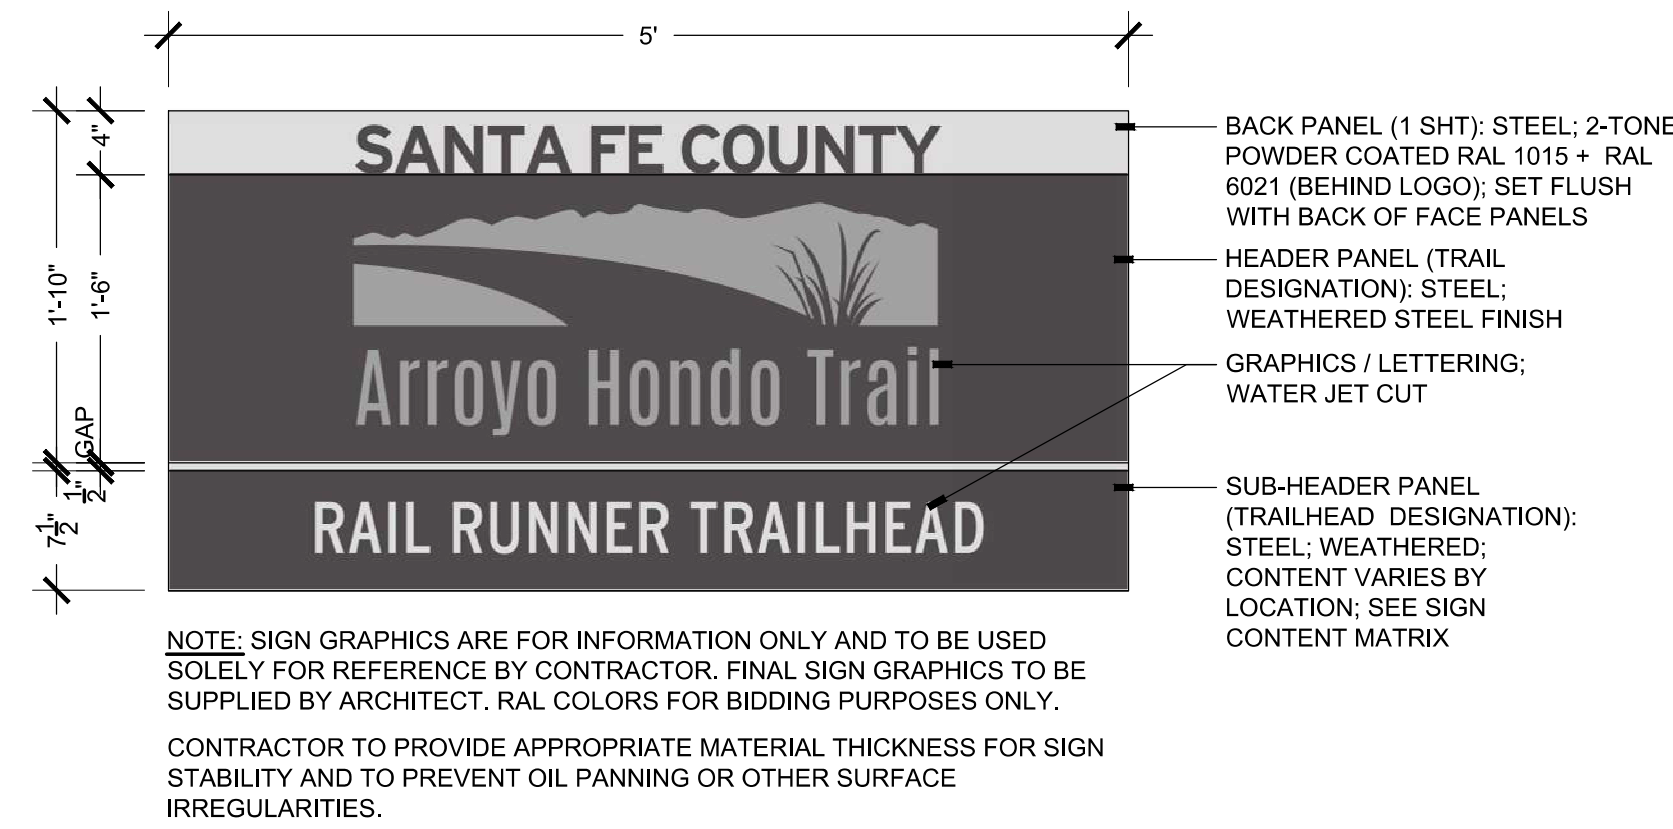 5'
4"
1'-10"
1'-6"
GAP
1/2"
7 1/2"
SANTA FE COUNTY
Arroyo Hondo Trail
RAIL RUNNER TRAILHEAD
BACK PANEL (1 SHT): STEEL; 2-TONE
POWDER COATED RAL 1015 + RAL
6021 (BEHIND LOGO); SET FLUSH
WITH BACK OF FACE PANELS
HEADER PANEL (TRAIL
DESIGNATION): STEEL;
WEATHERED STEEL FINISH
GRAPHICS / LETTERING;
WATER JET CUT
SUB-HEADER PANEL
(TRAILHEAD DESIGNATION):
STEEL; WEATHERED;
CONTENT VARIES BY
LOCATION; SEE SIGN
CONTENT MATRIX
NOTE: SIGN GRAPHICS ARE FOR INFORMATION ONLY AND TO BE USED
SOLELY FOR REFERENCE BY CONTRACTOR. FINAL SIGN GRAPHICS TO BE
SUPPLIED BY ARCHITECT. RAL COLORS FOR BIDDING PURPOSES ONLY.
CONTRACTOR TO PROVIDE APPROPRIATE MATERIAL THICKNESS FOR SIGN
STABILITY AND TO PREVENT OIL PANNING OR OTHER SURFACE
IRREGULARITIES.